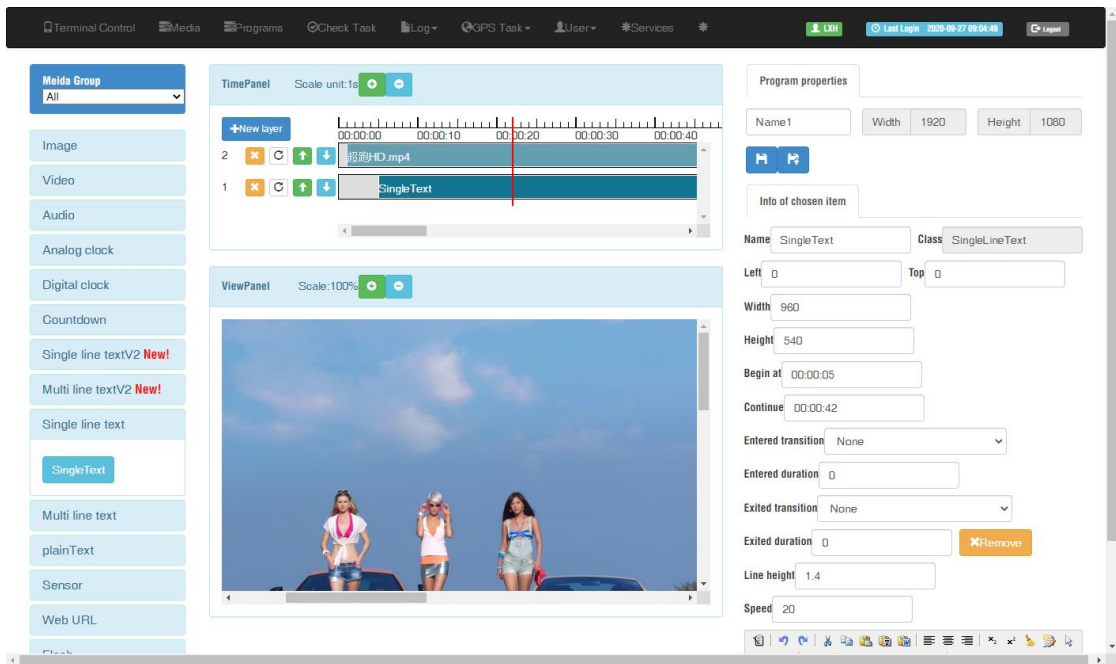 Terminal Control Media Programs Check Task Log GPS Task User Services LXH Last Login 2020-09-27 09:04:49 Logout
Meida Group
All
Image
Video
Audio
Analog clock
Digital clock
Countdown
Single line textV2 New!
Multi line textV2 New!
Single line text
SingleText
Multi line text
plainText
Sensor
Web URL
Flash
TimePanel Scale unit:1s
New layer
00:00:00 00:00:10 00:00:20 00:00:30 00:00:40
2 超跑HD.mp4
1 SingleText
ViewPanel Scale:100%
Program properties
Name1 Width 1920 Height 1080
Info of chosen item
Name SingleText Class SingleLineText
Left 0 Top 0
Width 960
Height 540
Begin at 00:00:05
Continue 00:00:42
Entered transition None
Entered duration 0
Exited transition None
Exited duration 0 Remove
Line height 1.4
Speed 20